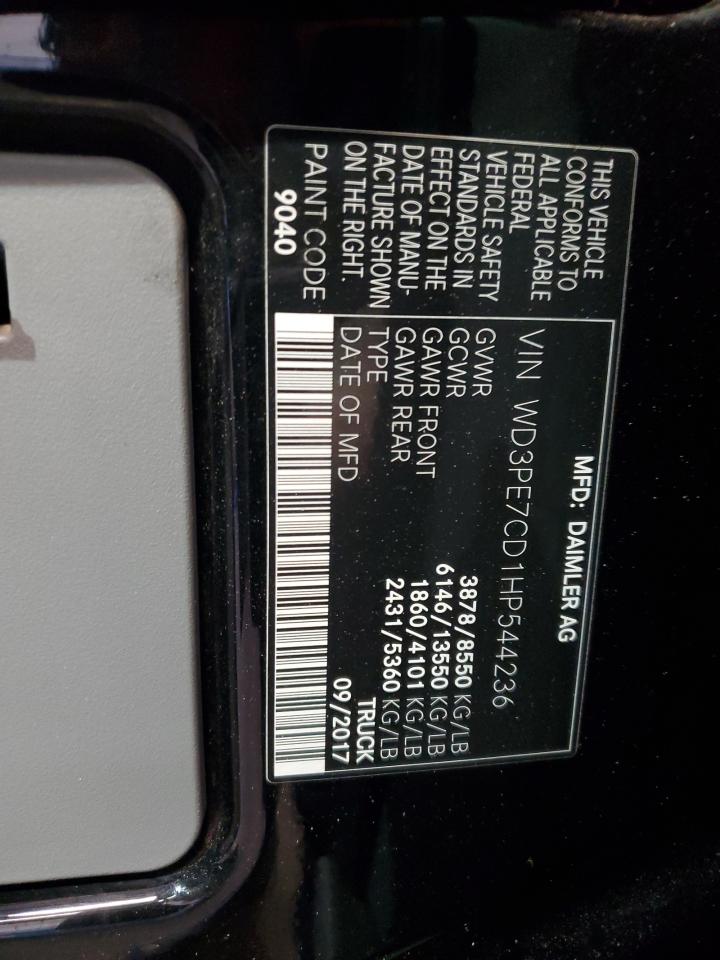 MFD: DAIMLER AG
THIS VEHICLE
CONFORMS TO
ALL APPLICABLE
FEDERAL
VEHICLE SAFETY
STANDARDS IN
EFFECT ON THE
DATE OF MANU-
FACTURE SHOWN
ON THE RIGHT.
PAINT CODE
9040
VIN WD3PE7CD1HP544236
GVWR 3878/8550 KG/LB
GCWR 6146/13550 KG/LB
GAWR FRONT 1860/4101 KG/LB
GAWR REAR 2431/5360 KG/LB
TYPE TRUCK
DATE OF MFD 09/2017